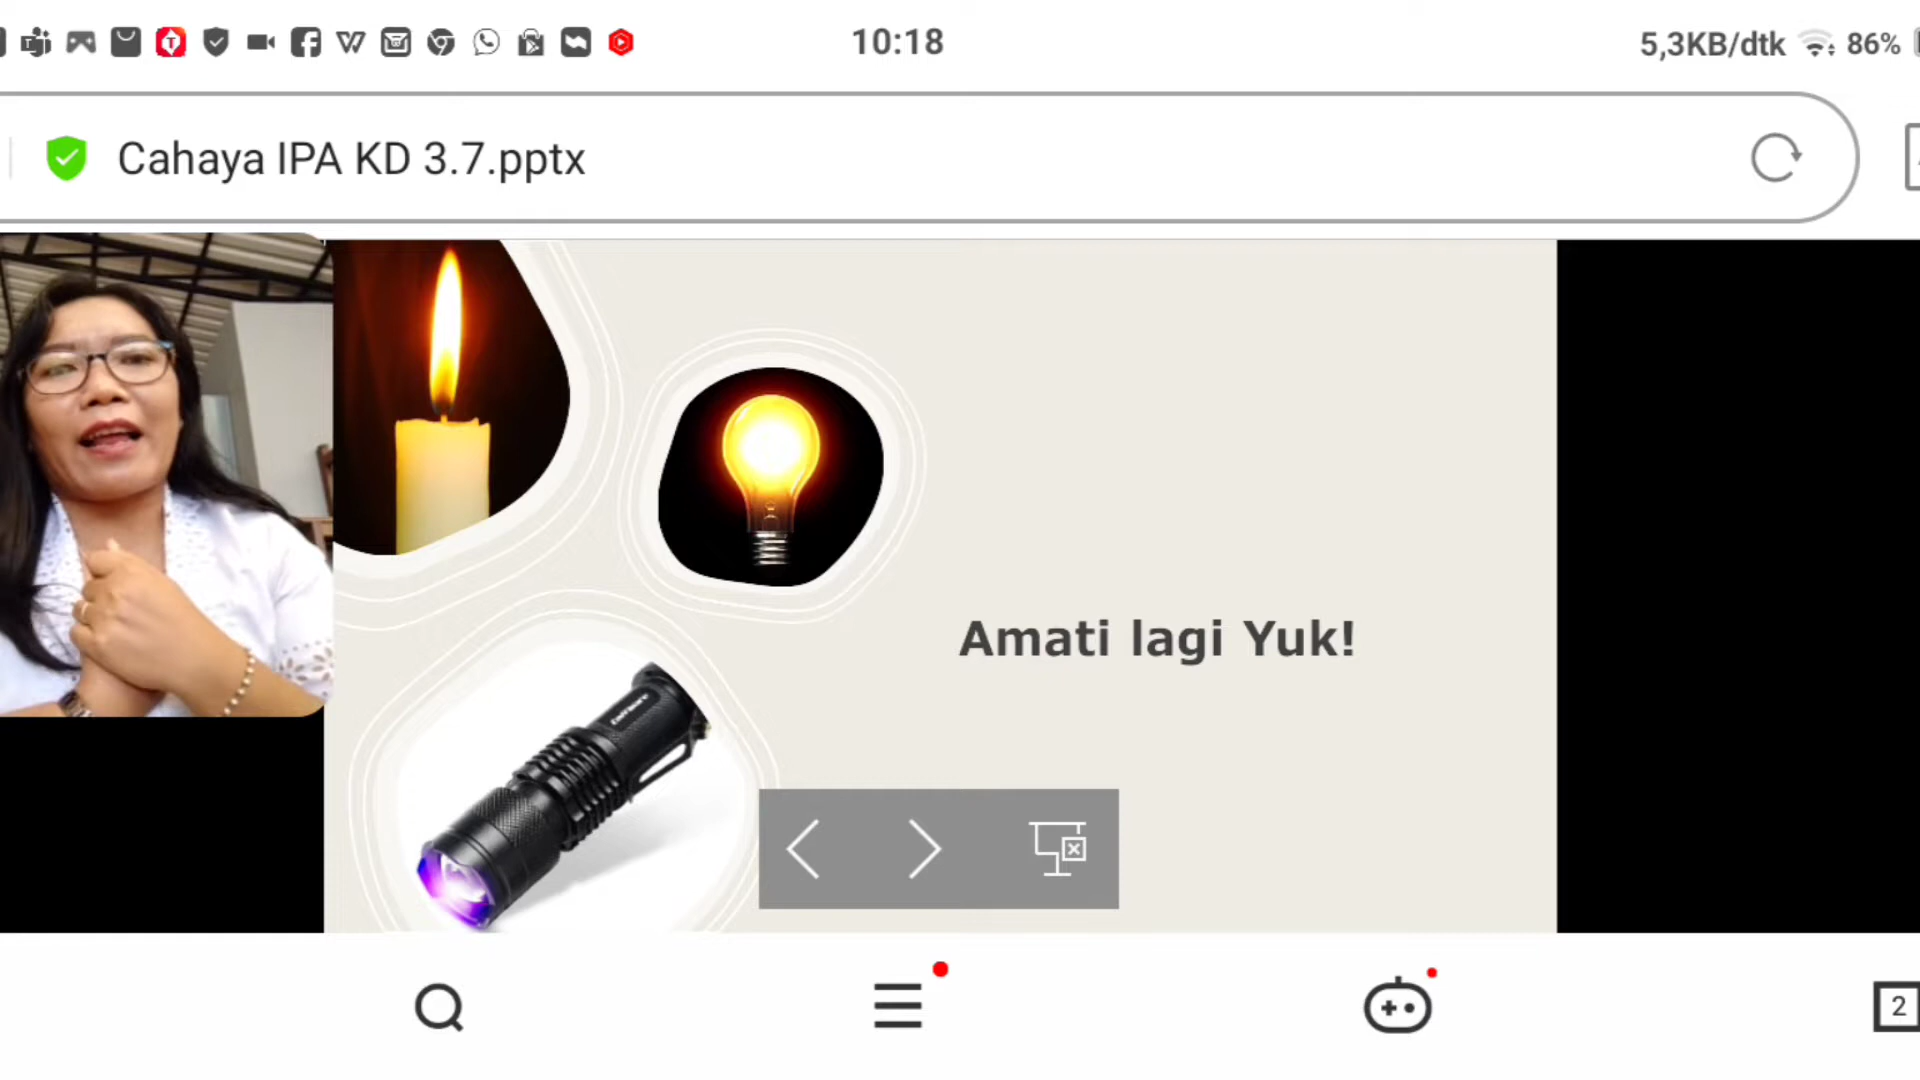 10:18
5,3KB/dtk
86%
Cahaya IPA KD 3.7.pptx
Amati lagi Yuk!
2